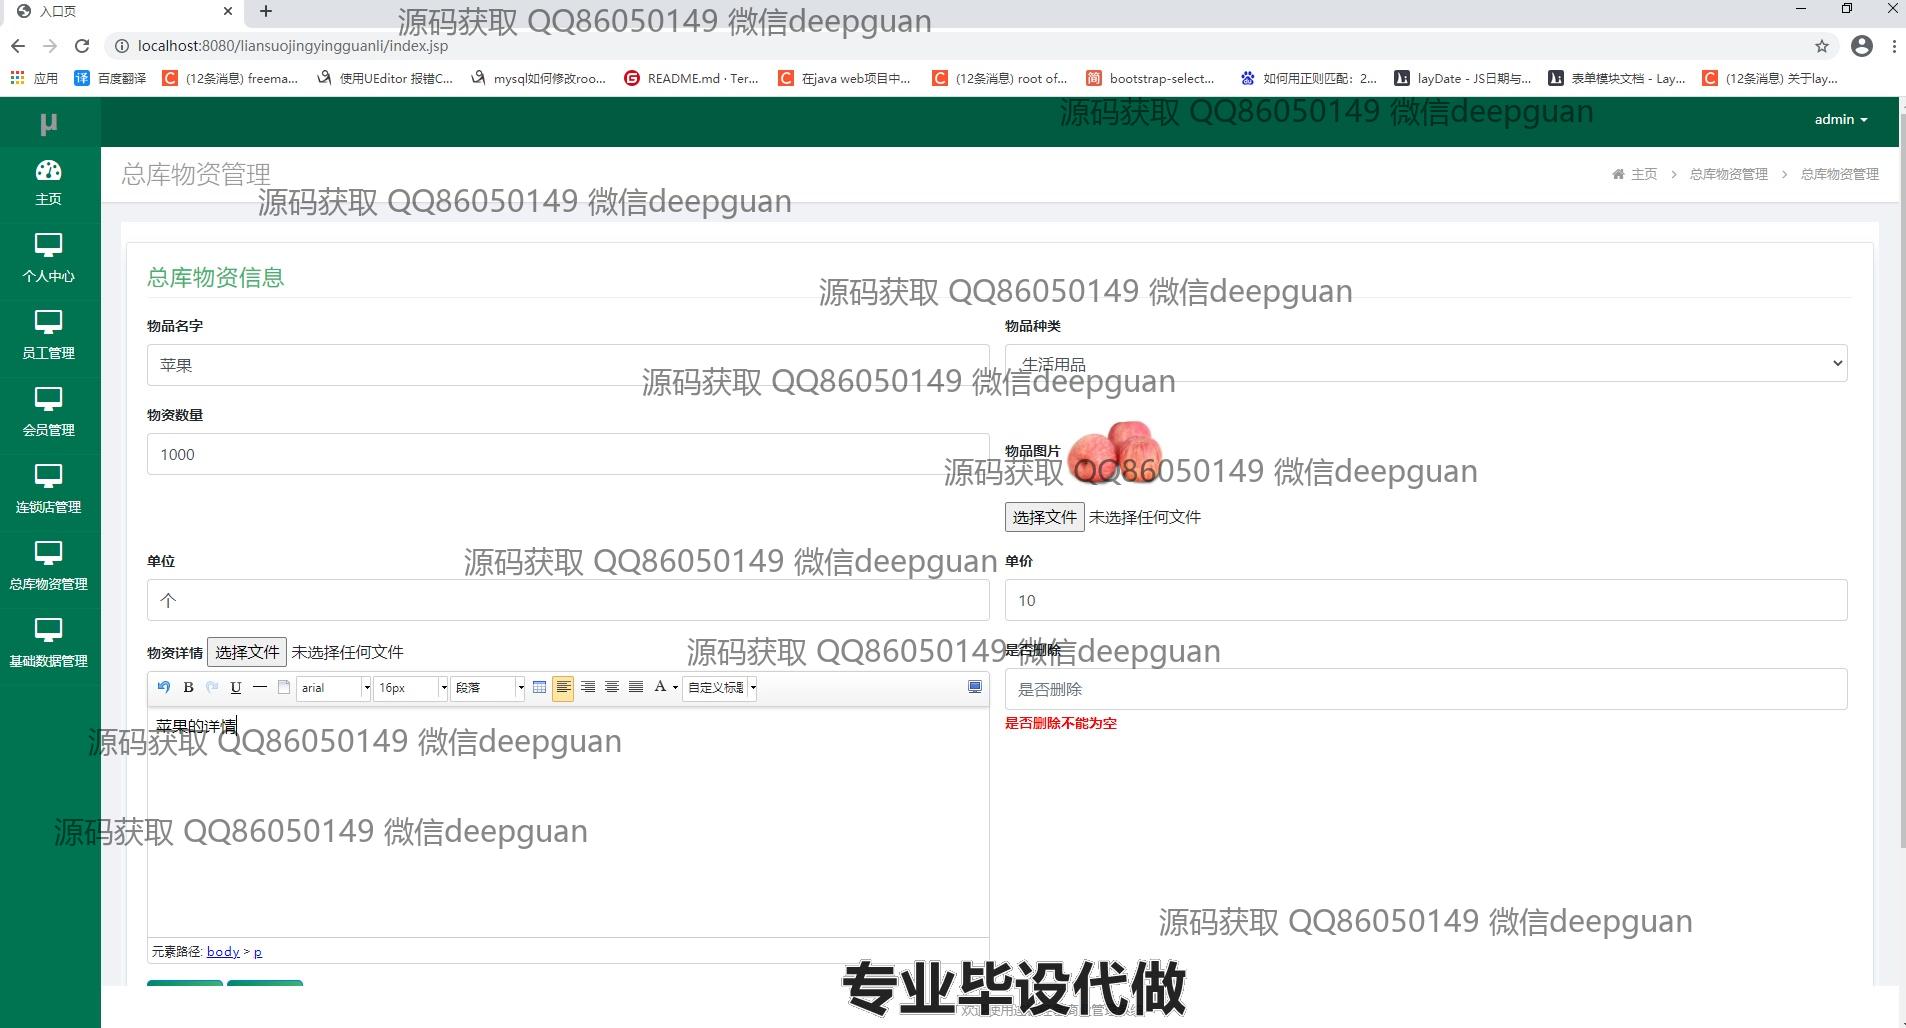 入口页
源码获取 QQ86050149 微信deepguan
localhost:8080/liansuojingyingguanli/index.jsp
应用 百度翻译 (12条消息) freema... 使用UEditor 报错C... mysql如何修改roo... README.md · Ter... 在java web项目中... (12条消息) root of... bootstrap-select... 如何用正则匹配：2... layDate - JS日期与... 表单模块文档 - Lay... (12条消息) 关于lay...
源码获取 QQ86050149 微信deepguan
µ
admin
主页
总库物资管理
主页 > 总库物资管理 > 总库物资管理
源码获取 QQ86050149 微信deepguan
个人中心
总库物资信息
源码获取 QQ86050149 微信deepguan
物品名字
物品种类
员工管理
苹果
生活用品
源码获取 QQ86050149 微信deepguan
会员管理
物资数量
1000
物品图片
源码获取 QQ86050149 微信deepguan
连锁店管理
选择文件 未选择任何文件
单位
源码获取 QQ86050149 微信deepguan
单价
总库物资管理
个
10
基础数据管理
物资详情 选择文件 未选择任何文件
源码获取 QQ86050149 微信deepguan
是否删除
B U arial 16px 段落 A 自定义标题
是否删除
苹果的详情
是否删除不能为空
源码获取 QQ86050149 微信deepguan
源码获取 QQ86050149 微信deepguan
源码获取 QQ86050149 微信deepguan
元素路径: body > p
专业毕设代做